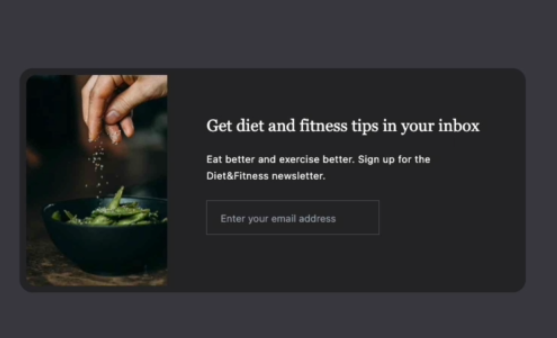 Get diet and fitness tips in your inbox
Eat better and exercise better. Sign up for the
Diet&Fitness newsletter.
Enter your email address